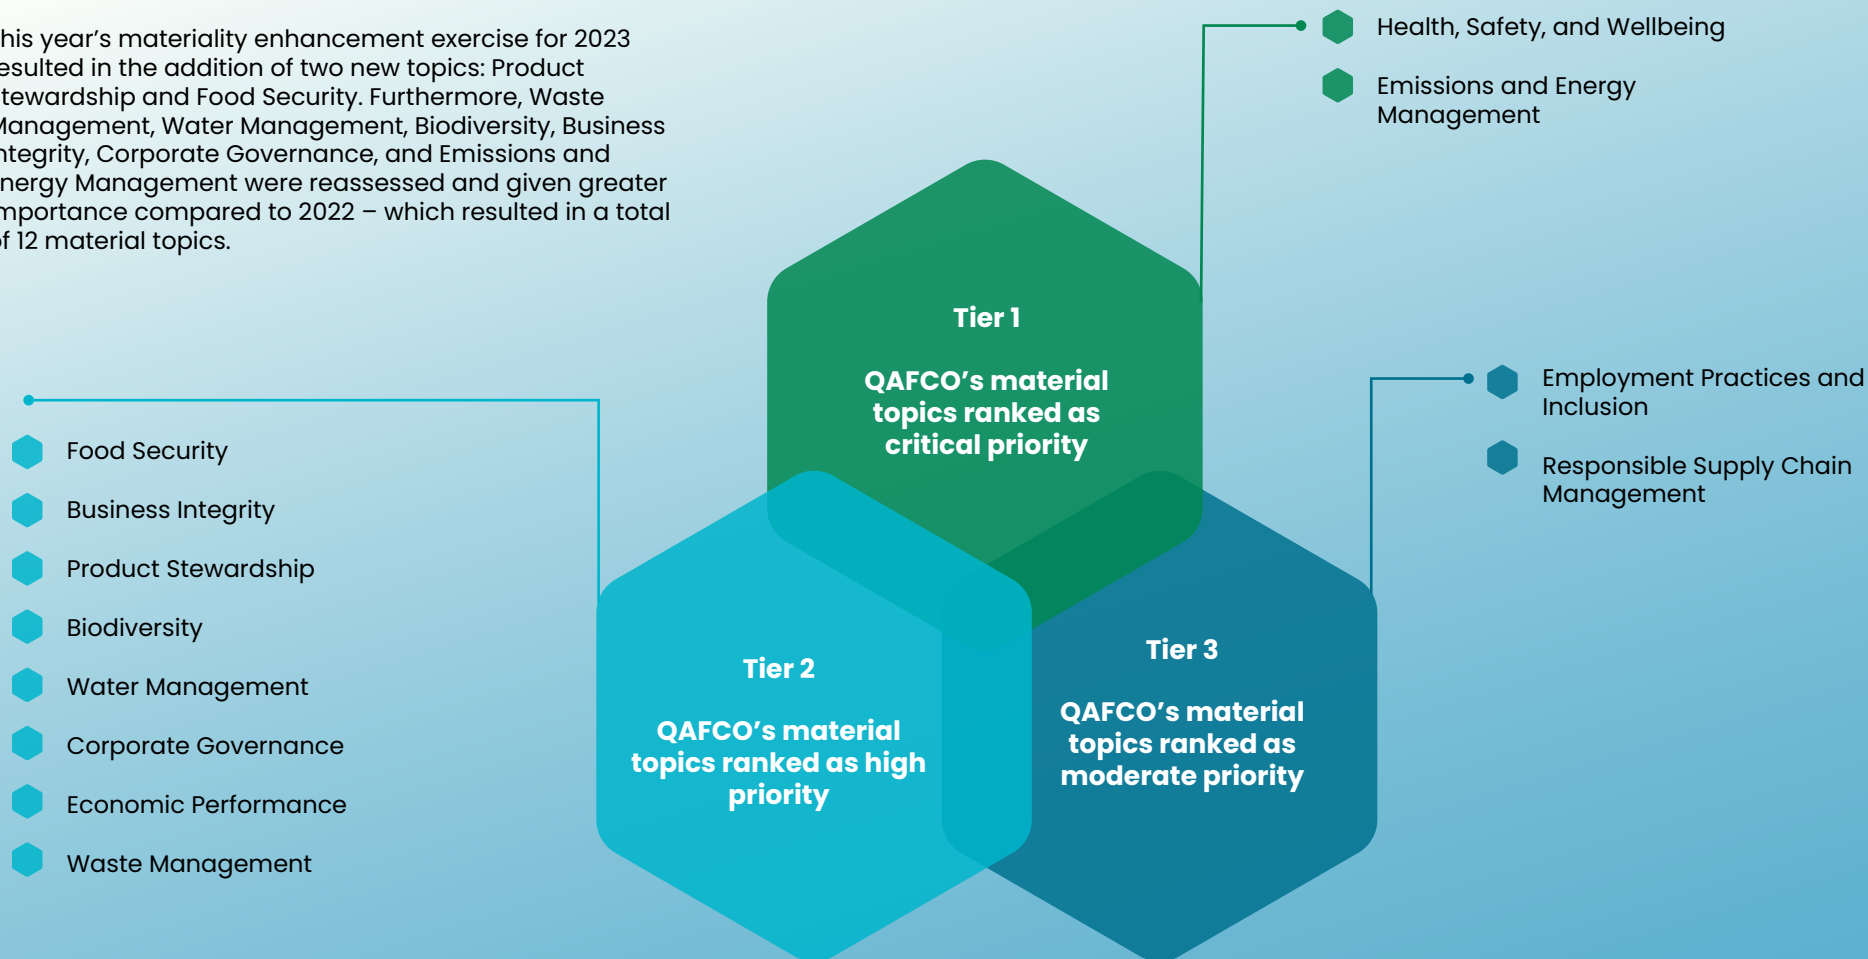 his year’s materiality enhancement exercise for 2023
esulted in the addition of two new topics: Product
tewardship and Food Security. Furthermore, Waste
Management, Water Management, Biodiversity, Business
ntegrity, Corporate Governance, and Emissions and
nergy Management were reassessed and given greater
mportance compared to 2022 – which resulted in a total
of 12 material topics.
Health, Safety, and Wellbeing
Emissions and Energy
Management
Tier 1
QAFCO’s material
topics ranked as
critical priority
Employment Practices and
Inclusion
Responsible Supply Chain
Management
Food Security
Business Integrity
Product Stewardship
Biodiversity
Water Management
Corporate Governance
Economic Performance
Waste Management
Tier 2
QAFCO’s material
topics ranked as high
priority
Tier 3
QAFCO’s material
topics ranked as
moderate priority